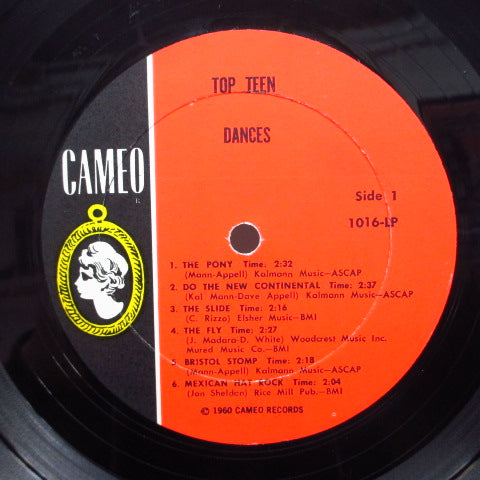 TOP TEEN
DANCES
CAMEO
R
Side 1
1016-LP
1. THE PONY Time: 2:32
(Mann-Appell) Kalmann Music—ASCAP
2. DO THE NEW CONTINENTAL Time: 2:37
(Kal Mann-Dave Appell) Kalmann Music—ASCAP
3. THE SLIDE Time: 2:16
(C. Rizzo) Elsher Music—BMI
4. THE FLY Time: 2:27
(J. Madara-D. White) Woodcrest Music Inc.
Mured Music Co.—BMI
5 BRISTOL STOMP Time: 2:18
(Mann-Appell) Kalmann Music—ASCAP
6. MEXICAN HAT ROCK Time: 2:04
(Jon Sheldon) Rice Mill Pub.—BMI
© 1960 CAMEO RECORDS